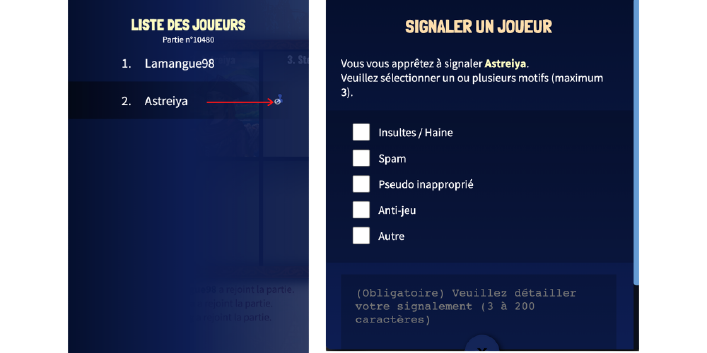 LISTE DES JOUEURS
Partie n°10480
1. Lamangue98
2. Astreiya
SIGNALER UN JOUEUR
Vous vous apprêtez à signaler Astreiya.
Veuillez sélectionner un ou plusieurs motifs (maximum
3).
Insultes / Haine
Spam
Pseudo inapproprié
Anti-jeu
Autre
(Obligatoire) Veuillez détailler
votre signalement (3 à 200
caractères)